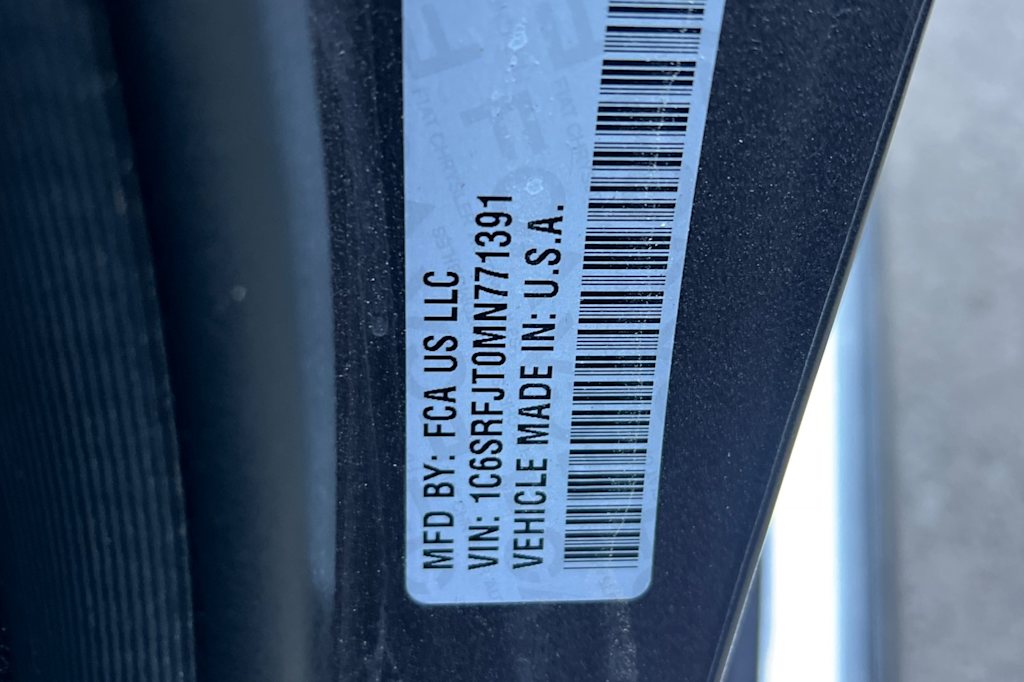 MFD BY: FCA US LLC
VIN: 1C6SRFJT0MN771391
VEHICLE MADE IN: U.S.A.